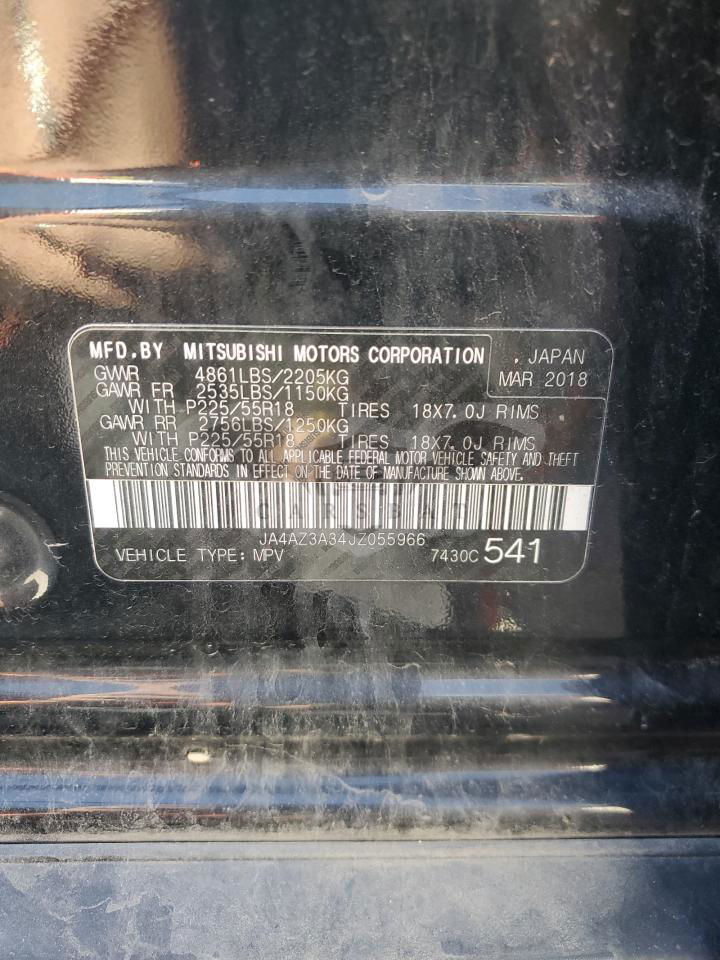 MFD.BY MITSUBISHI MOTORS CORPORATION , JAPAN
GVWR 4861LBS/2205KG MAR 2018
GAWR FR 2535LBS/1150KG
WITH P225/55R18 TIRES 18X7.0J RIMS
GAWR RR 2756LBS/1250KG
WITH P225/55R18 TIRES 18X7.0J RIMS
THIS VEHICLE CONFORMS TO ALL APPLICABLE FEDERAL MOTOR VEHICLE SAFETY AND THEFT
PREVENTION STANDARDS IN EFFECT ON THE DATE OF MANUFACTURE SHOWN ABOVE.
CARSBAD
JA4AZ3A34JZ055966
VEHICLE TYPE: MPV 7430C 541